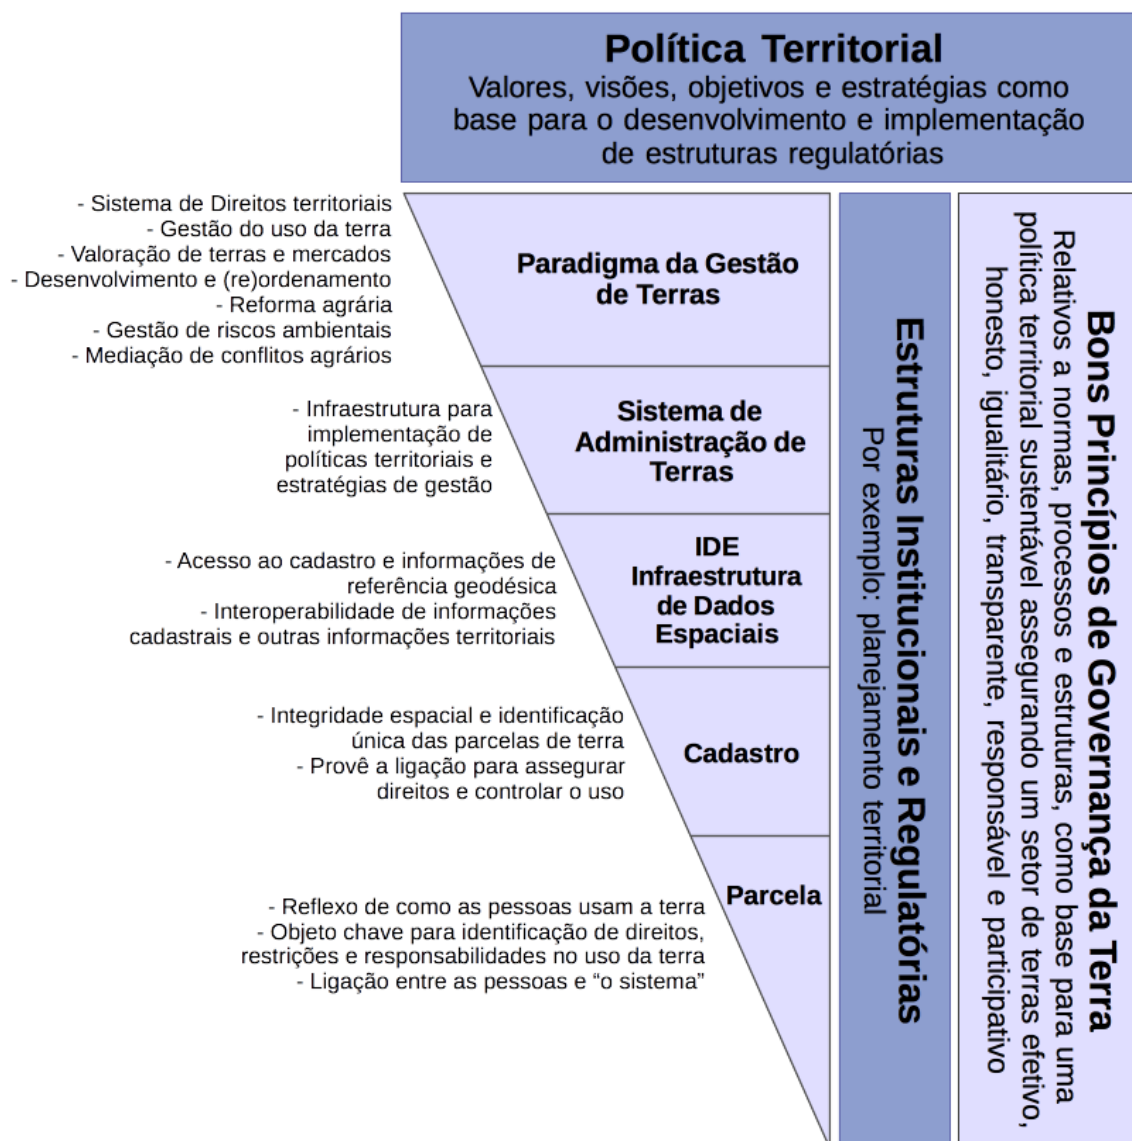 Política Territorial
Valores, visões, objetivos e estratégias como
base para o desenvolvimento e implementação
de estruturas regulatórias
- Sistema de Direitos territoriais
- Gestão do uso da terra
- Valoração de terras e mercados
- Desenvolvimento e (re)ordenamento
- Reforma agrária
- Gestão de riscos ambientais
- Mediação de conflitos agrários
Paradigma da Gestão
de Terras
- Infraestrutura para
implementação de
políticas territoriais e
estratégias de gestão
Sistema de
Administração de
Terras
- Acesso ao cadastro e informações de
referência geodésica
- Interoperabilidade de informações
cadastrais e outras informações territoriais
IDE
Infraestrutura
de Dados
Espaciais
- Integridade espacial e identificação
única das parcelas de terra
- Provê a ligação para assegurar
direitos e controlar o uso
Cadastro
- Reflexo de como as pessoas usam a terra
- Objeto chave para identificação de direitos,
restrições e responsabilidades no uso da terra
- Ligação entre as pessoas e “o sistema”
Parcela
Estruturas Institucionais e Regulatórias
Por exemplo: planejamento territorial
Bons Princípios de Governança da Terra
Relativos a normas, processos e estruturas, como base para uma
política territorial sustentável assegurando um setor de terras efetivo,
honesto, igualitário, transparente, responsável e participativo